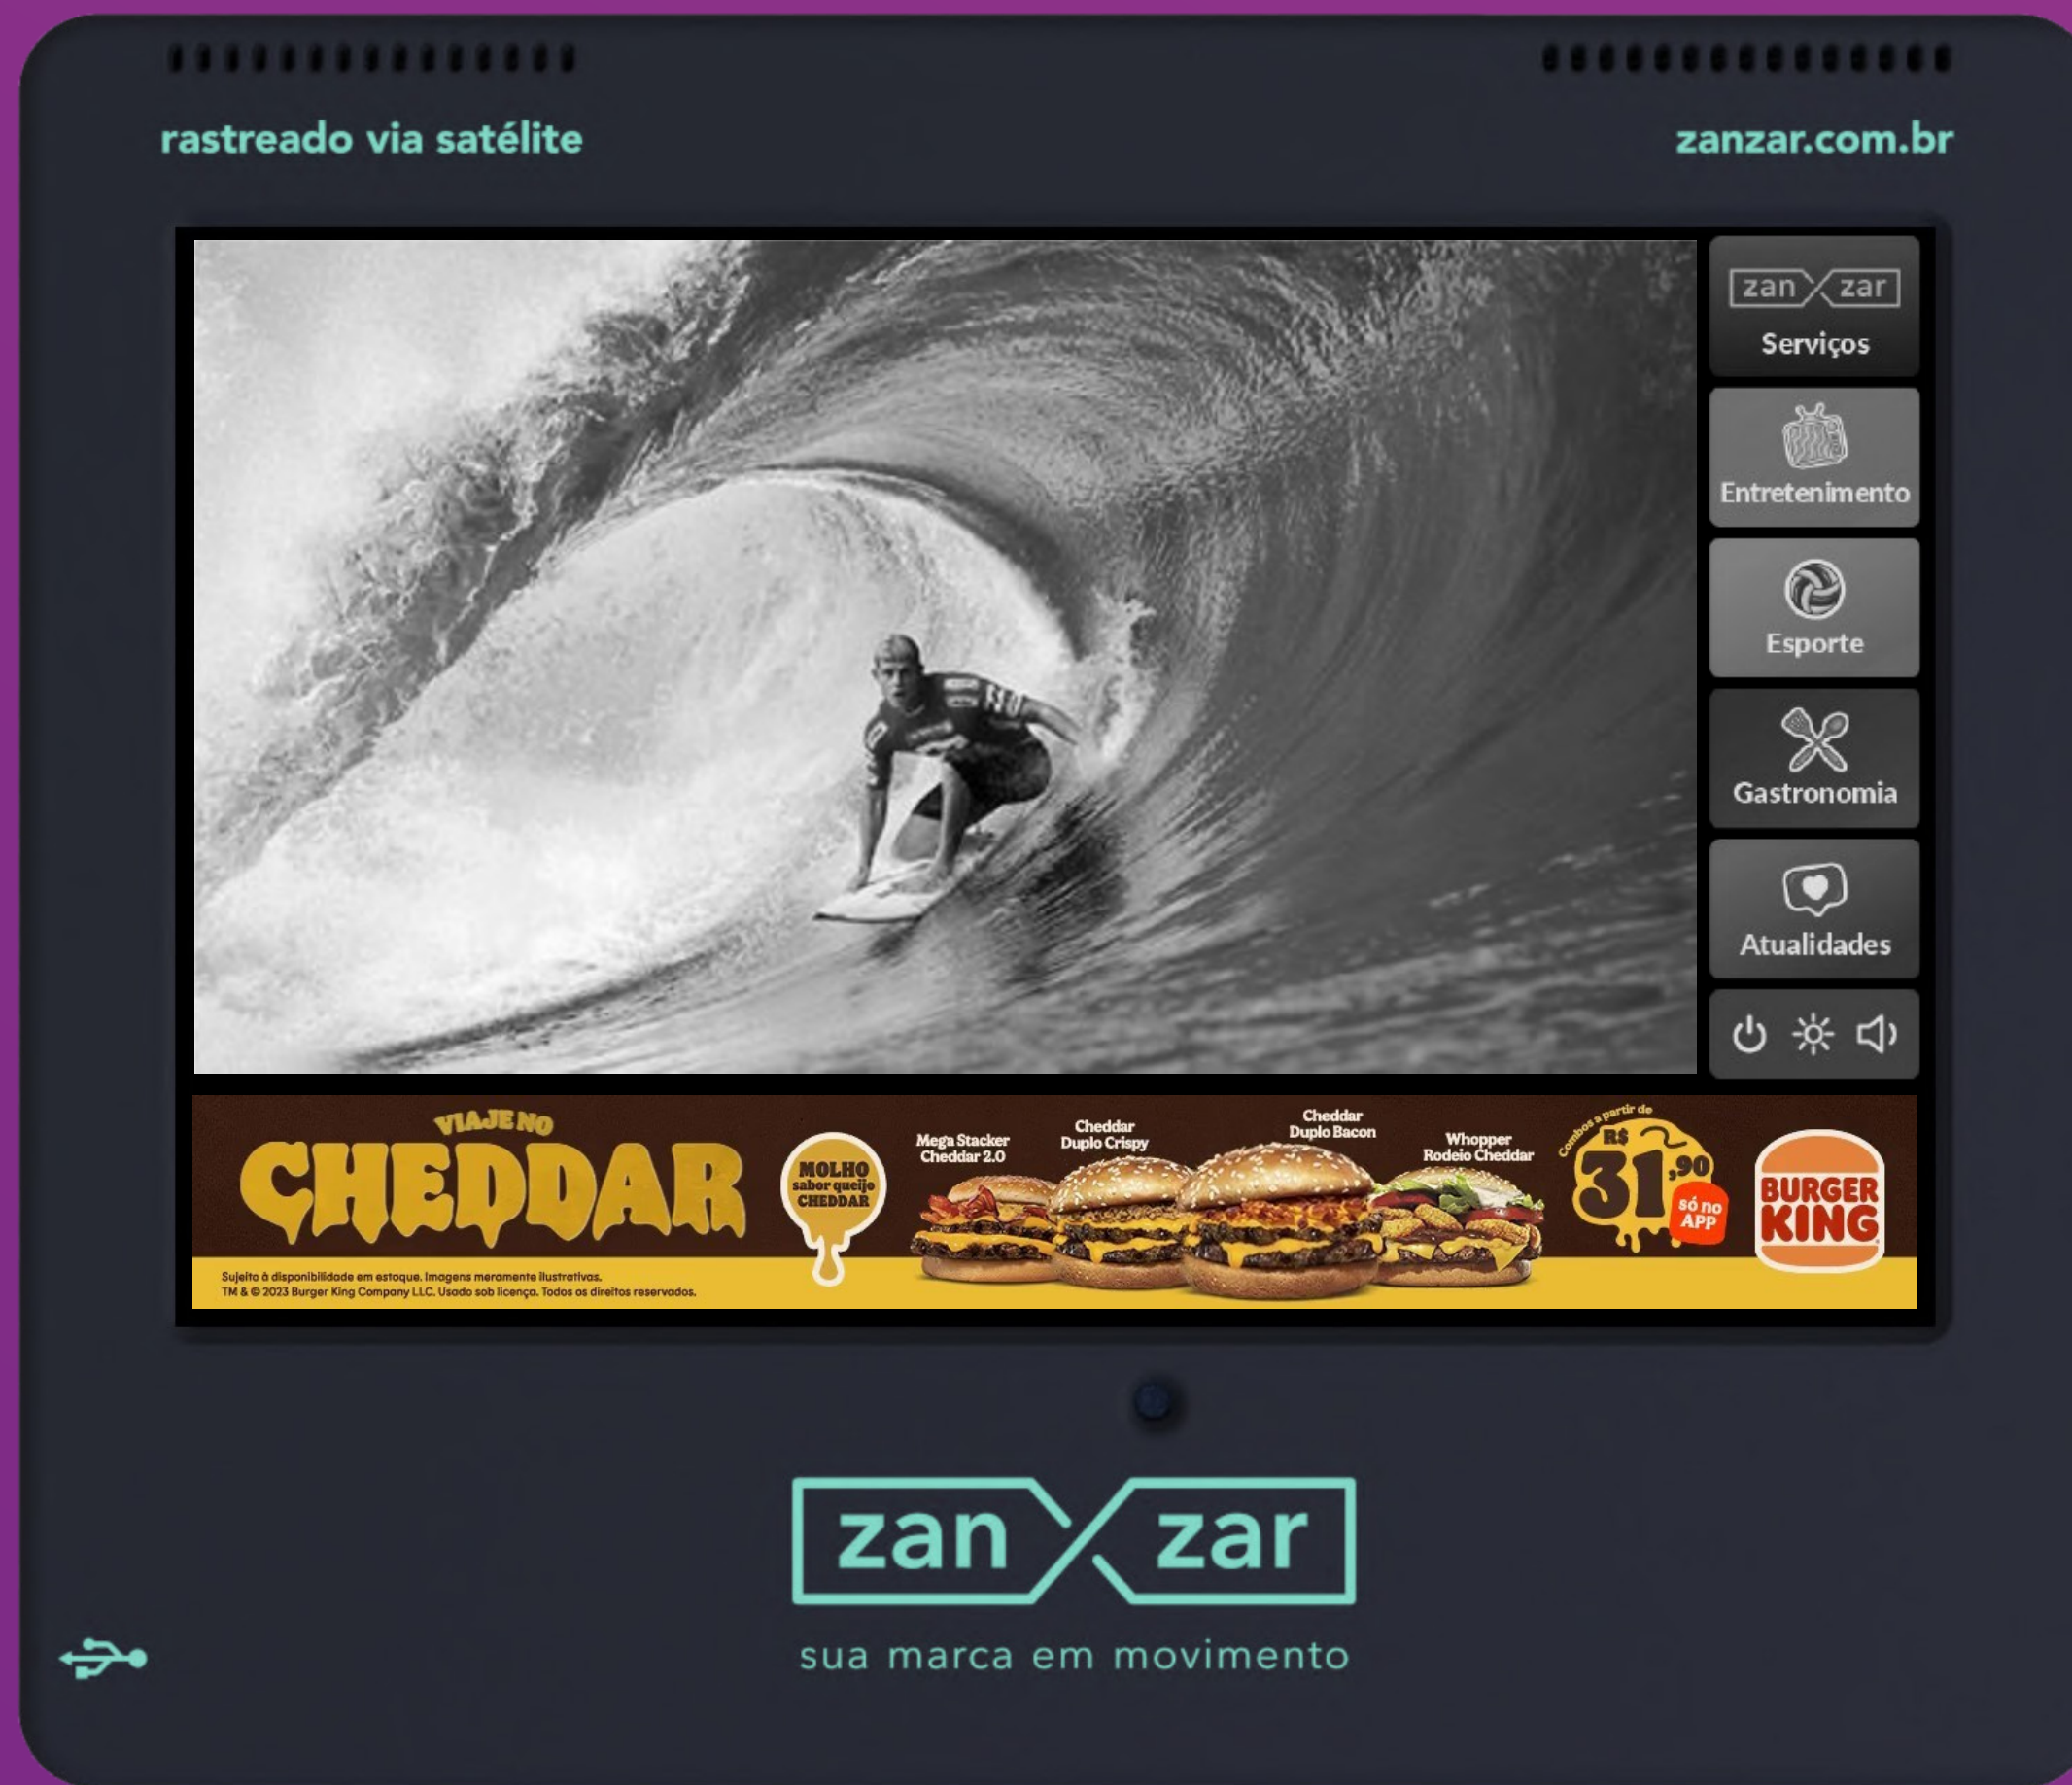 rastreado via satélite
zanzar.com.br
zan zar
Serviços
Entretenimento
Esporte
Gastronomia
Atualidades
VIAJE NO
CHEDDAR
MOLHO
sabor queijo
CHEDDAR
Mega Stacker
Cheddar 2.0
Cheddar
Duplo Crispy
Cheddar
Duplo Bacon
Whopper
Rodeio Cheddar
Combos a partir de
R$
31,90
só no
APP
BURGER
KING
Sujeito à disponibilidade em estoque. Imagens meramente ilustrativas.
TM & © 2023 Burger King Company LLC. Usado sob licença. Todos os direitos reservados.
zan zar
sua marca em movimento